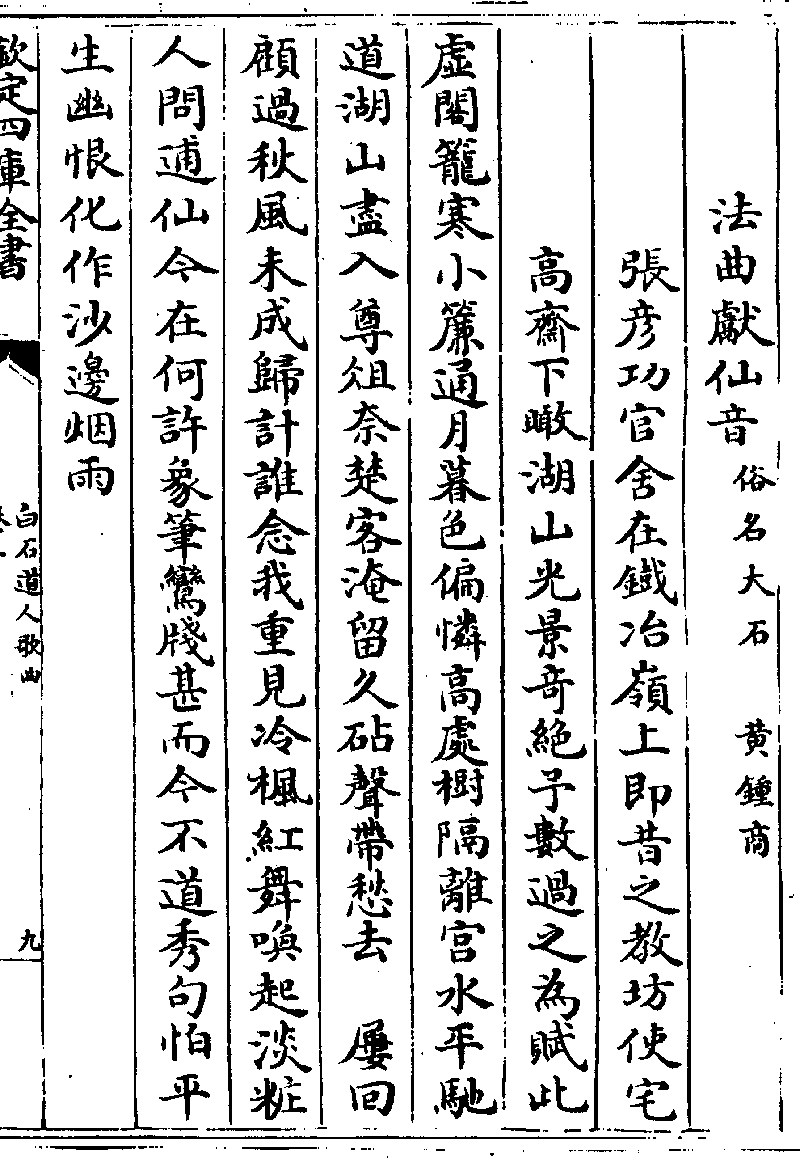 法曲獻仙音俗名大石　黄鍾商
張彦功官舍在鐵冶嶺上即昔之教坊使宅
髙齋下瞰湖山光景竒絶予數過之為賦此
虚閣籠寒小簾通月暮色偏憐髙處樹隔離宫水平馳
道湖山盡入尊俎奈楚客淹留久砧聲帶愁去　屢回
顧過秋風未成歸計誰念我重見冷楓紅舞喚起淡粧
人問逋仙今在何許象筆鸞牋甚而今不道秀句怕平
生幽恨化作沙邊烟雨
欽定四庫全書
白石道人歌曲
九